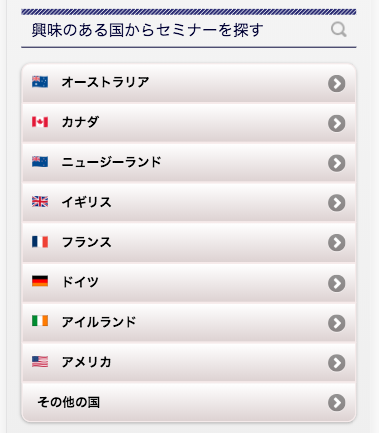 興味のある国からセミナーを探す
オーストラリア
カナダ
ニュージーランド
イギリス
フランス
ドイツ
アイルランド
アメリカ
その他の国